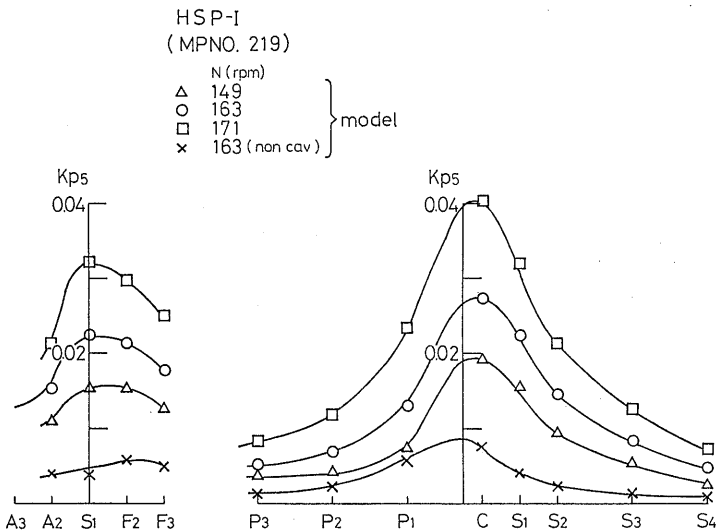 HSP-I
(MPNO. 219)
N (rpm)
△ 149
○ 163
□ 171
× 163 (non cav)
model
Kp5
0.04
0.02
A3 A2 S1 F2 F3
Kp5
0.04
0.02
P3 P2 P1 C S1 S2 S3 S4